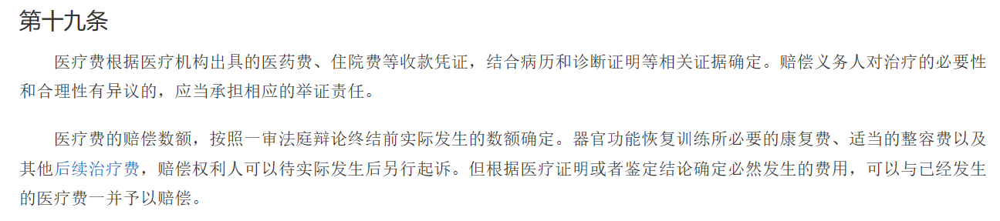 第十九条
医疗费根据医疗机构出具的医药费、住院费等收款凭证，结合病历和诊断证明等相关证据确定。赔偿义务人对治疗的必要性
和合理性有异议的，应当承担相应的举证责任。
医疗费的赔偿数额，按照一审法庭辩论终结前实际发生的数额确定。器官功能恢复训练所必要的康复费、适当的整容费以及
其他后续治疗费，赔偿权利人可以待实际发生后另行起诉。但根据医疗证明或者鉴定结论确定必然发生的费用，可以与已经发生
的医疗费一并予以赔偿。